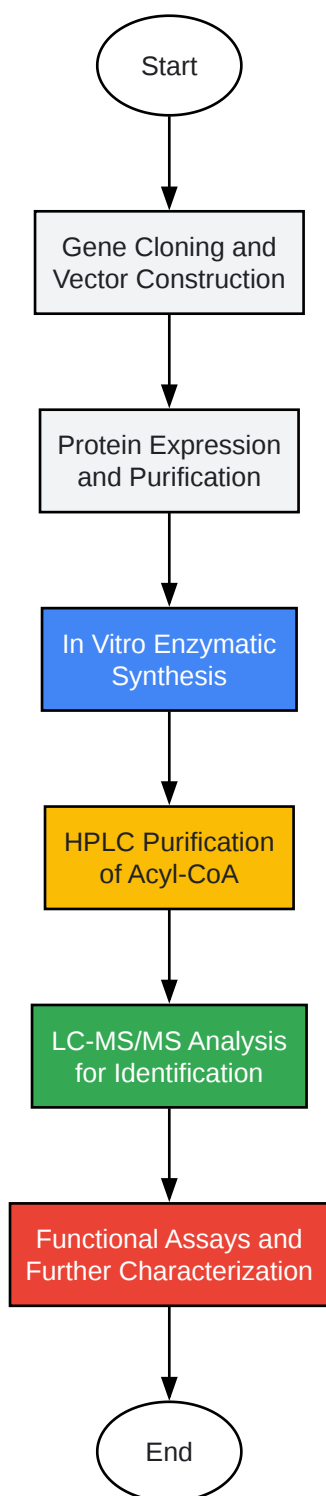 Start
Gene Cloning and
Vector Construction
Protein Expression
and Purification
In Vitro Enzymatic
Synthesis
HPLC Purification
of Acyl-CoA
LC-MS/MS Analysis
for Identification
Functional Assays and
Further Characterization
End